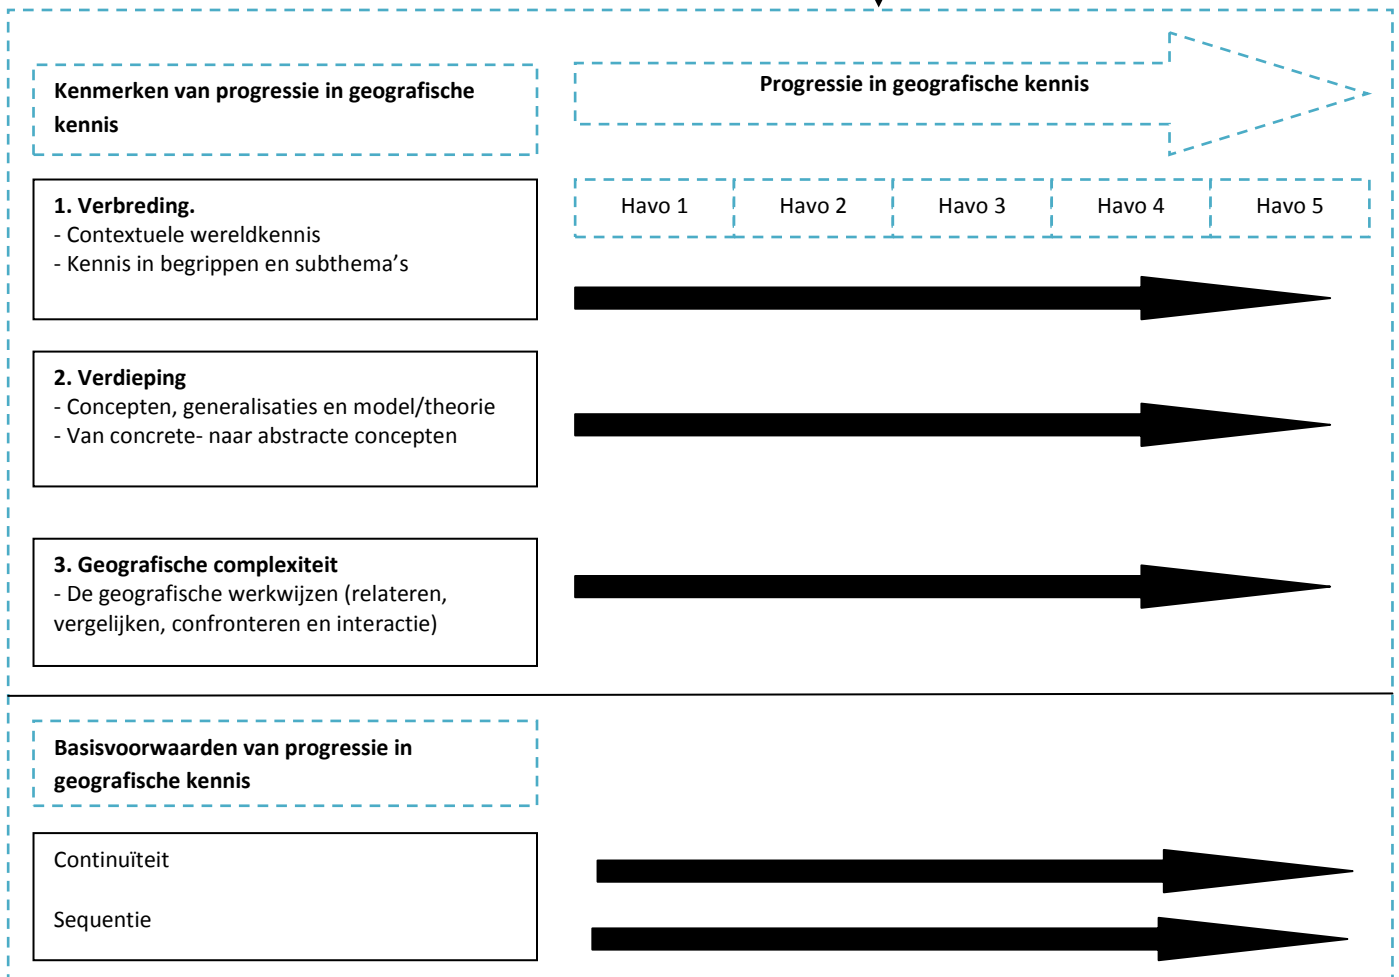 Kenmerken van progressie in geografische
kennis
Progressie in geografische kennis
1. Verbreding.
- Contextuele wereldkennis
- Kennis in begrippen en subthema's
Havo 1
Havo 2
Havo 3
Havo 4
Havo 5
2. Verdieping
- Concepten, generalisaties en model/theorie
- Van concrete- naar abstracte concepten
3. Geografische complexiteit
- De geografische werkwijzen (relateren,
vergelijken, confronteren en interactie)
Basisvoorwaarden van progressie in
geografische kennis
Continuïteit
Sequentie